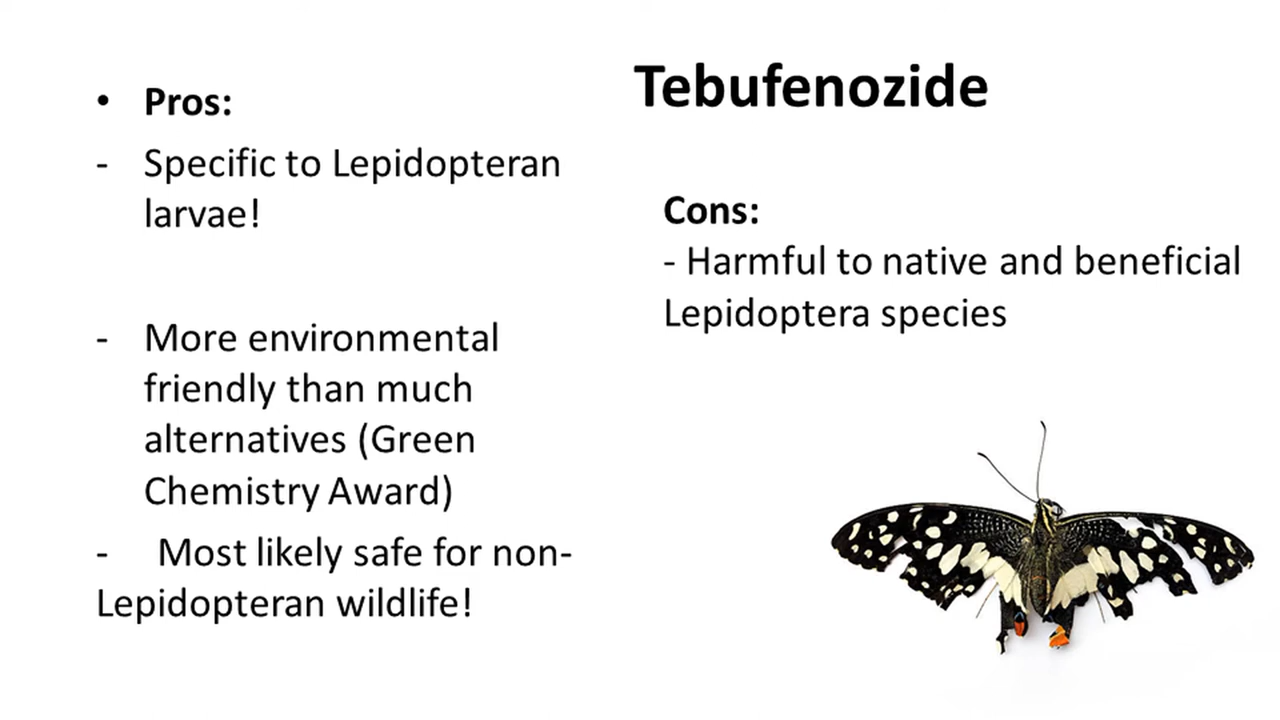 Tebufenozide
• Pros:
- Specific to Lepidopteran
larvae!
- More environmental
friendly than much
alternatives (Green
Chemistry Award)
- Most likely safe for non-
Lepidopteran wildlife!
Cons:
- Harmful to native and beneficial
Lepidoptera species